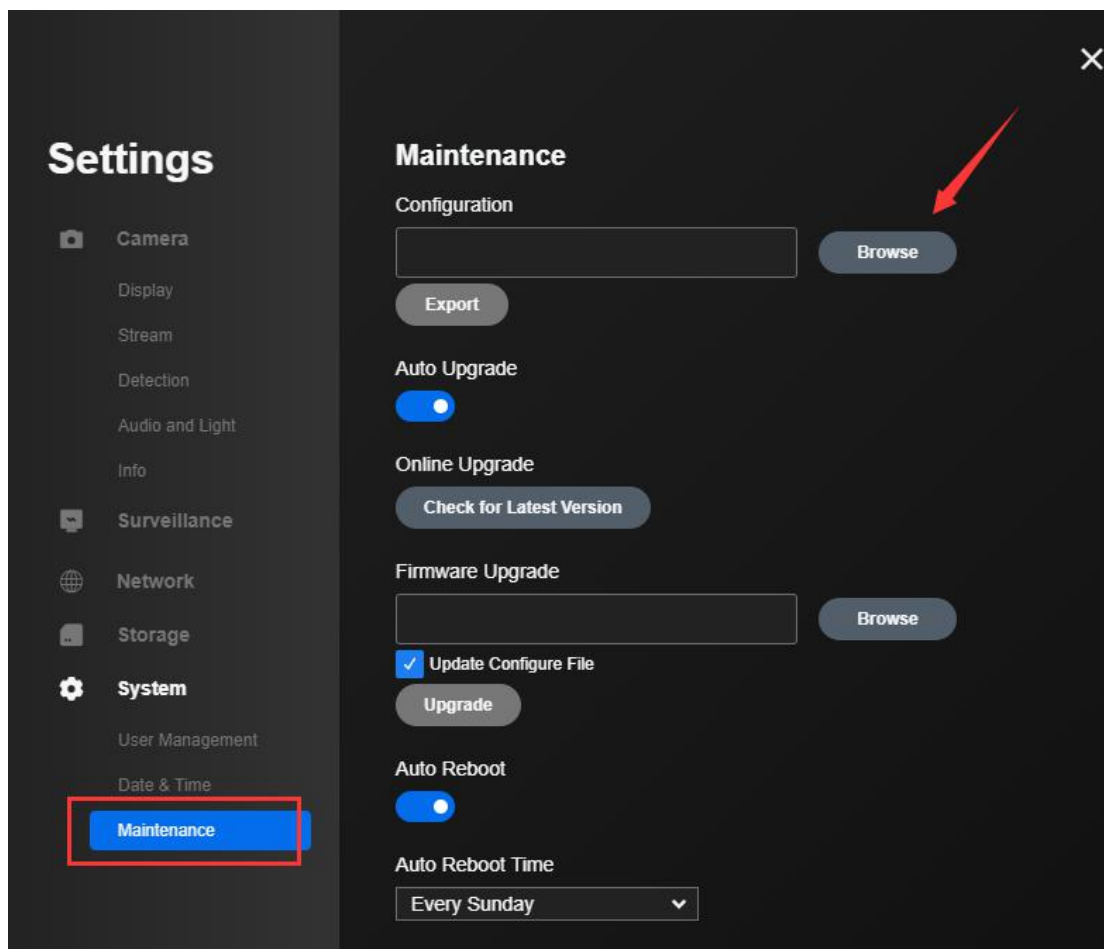 Settings
Camera
Display
Stream
Detection
Audio and Light
Info
Surveillance
Network
Storage
System
User Management
Date & Time
Maintenance
Maintenance
Configuration
Browse
Export
Auto Upgrade
Online Upgrade
Check for Latest Version
Firmware Upgrade
Browse
Update Configure File
Upgrade
Auto Reboot
Auto Reboot Time
Every Sunday